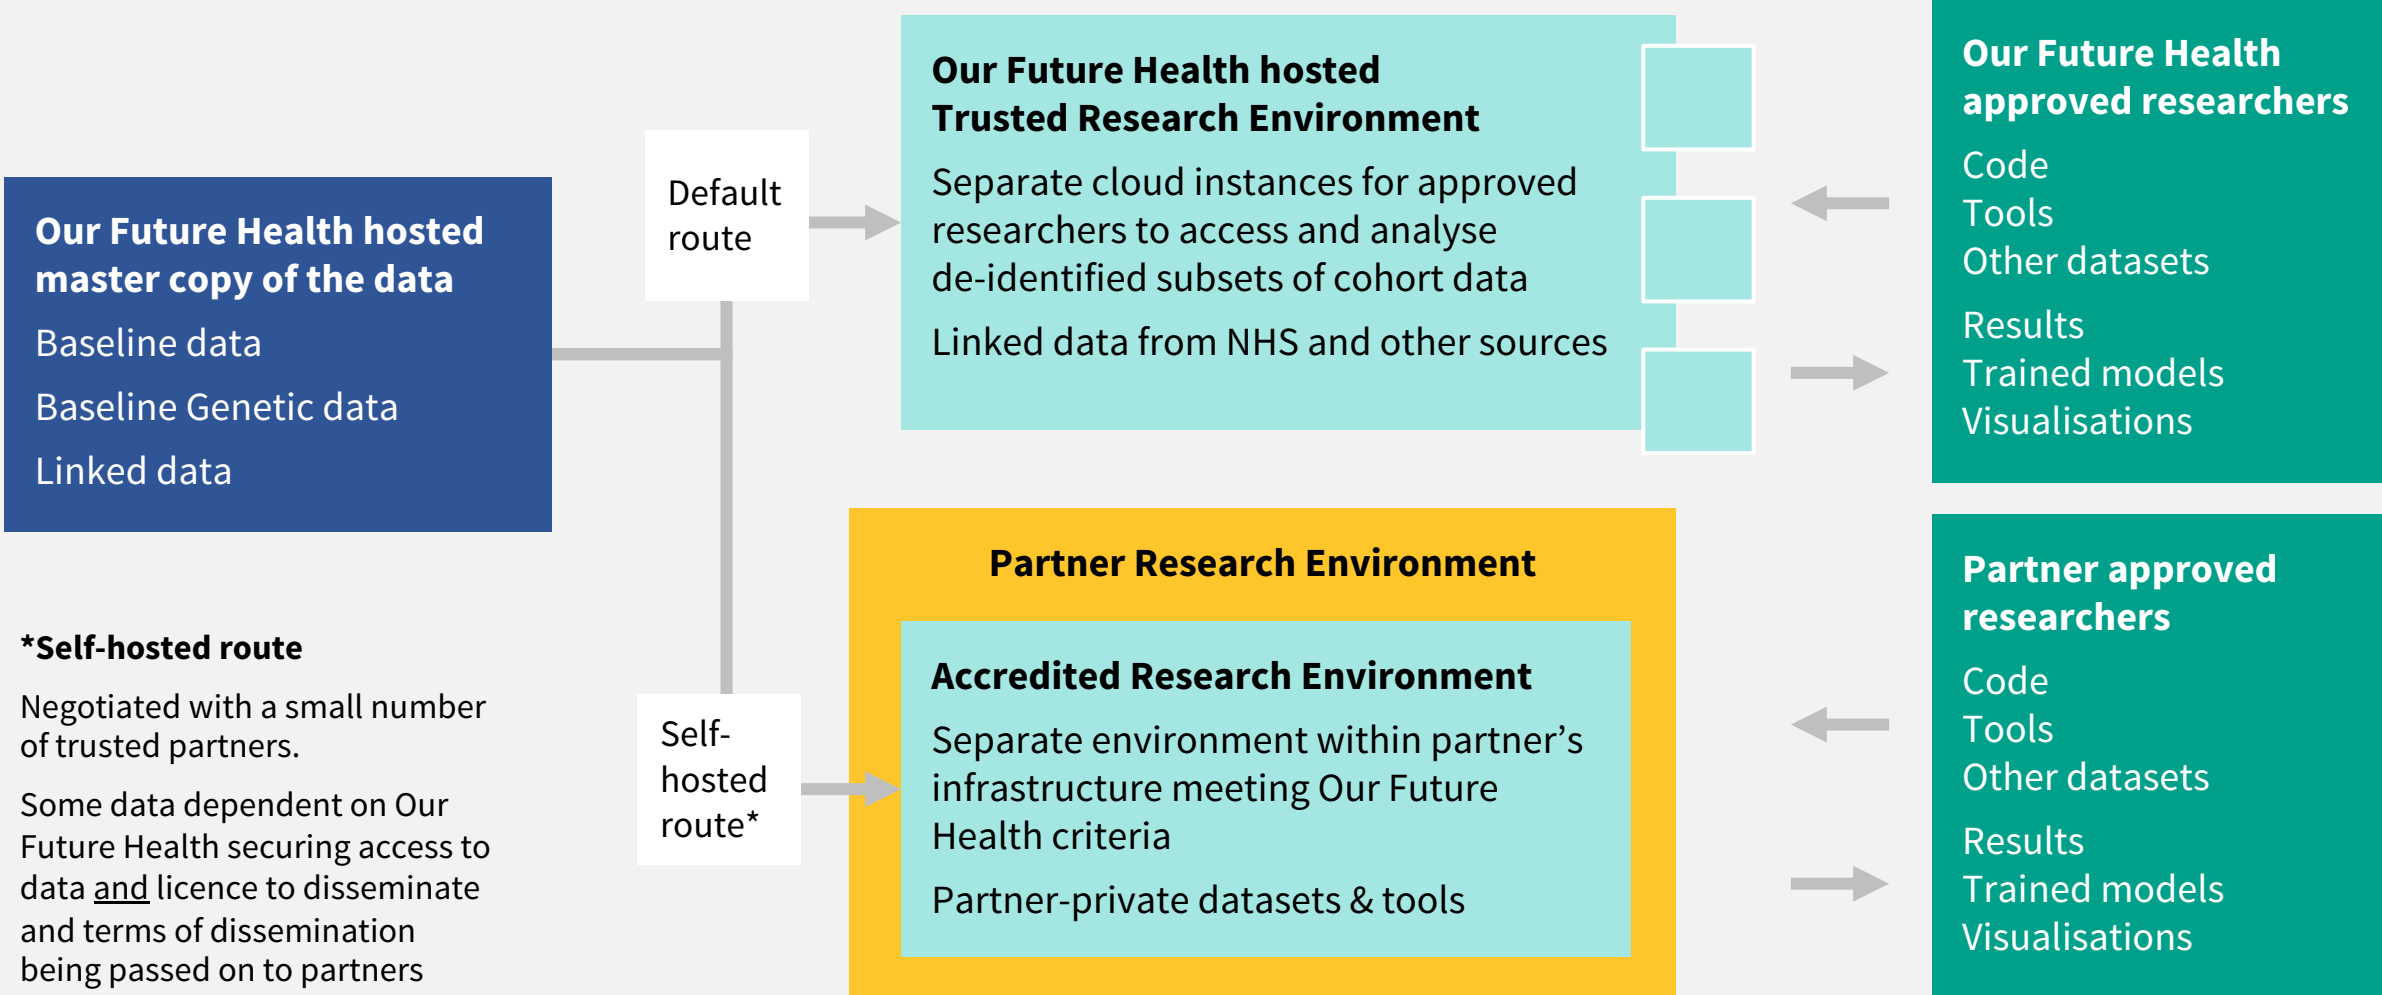 Our Future Health hosted
master copy of the data
Baseline data
Baseline Genetic data
Linked data
*Self-hosted route
Negotiated with a small number
of trusted partners.
Some data dependent on Our
Future Health securing access to
data and licence to disseminate
and terms of dissemination
being passed on to partners
Default
route
Self-
hosted
route*
Our Future Health hosted
Trusted Research Environment
Separate cloud instances for approved
researchers to access and analyse
de-identified subsets of cohort data
Linked data from NHS and other sources
Partner Research Environment
Accredited Research Environment
Separate environment within partner’s
infrastructure meeting Our Future
Health criteria
Partner-private datasets & tools
Our Future Health
approved researchers
Code
Tools
Other datasets
Results
Trained models
Visualisations
Partner approved
researchers
Code
Tools
Other datasets
Results
Trained models
Visualisations